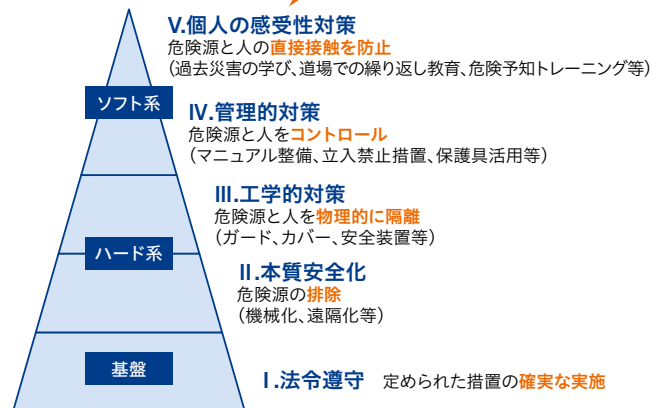 V.個人の感受性対策
危険源と人の直接接触を防止
（過去災害の学び、道場での繰り返し教育、危険予知トレーニング等）
ソフト系
IV.管理的対策
危険源と人をコントロール
（マニュアル整備、立入禁止措置、保護具活用等）
III.工学的対策
危険源と人を物理的に隔離
（ガード、カバー、安全装置等）
ハード系
II.本質安全化
危険源の排除
（機械化、遠隔化等）
基盤
I.法令遵守 定められた措置の確実な実施